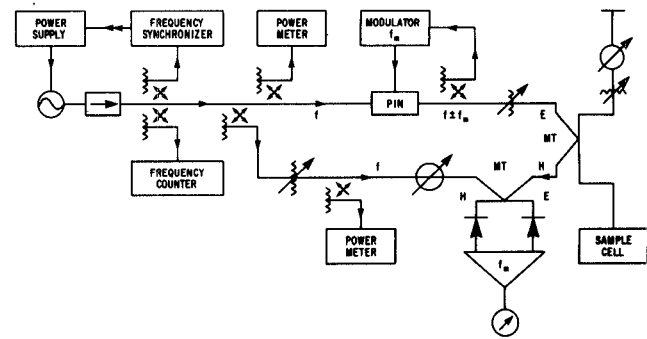 POWER
SUPPLY
FREQUENCY
SYNCHRONIZER
POWER
METER
MODULATOR
fm
PIN
f
f±fm
E
MT
H
FREQUENCY
COUNTER
f
MT
H
E
POWER
METER
fm
SAMPLE
CELL